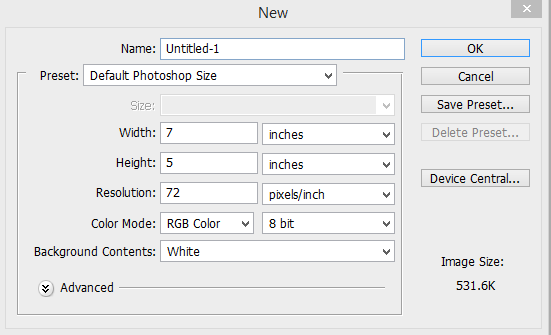 New
Name: Untitled-1
OK
Preset: Default Photoshop Size
Cancel
Size:
Save Preset...
Width: 7 inches
Delete Preset...
Height: 5 inches
Device Central...
Resolution: 72 pixels/inch
Color Mode: RGB Color 8 bit
Background Contents: White
Image Size:
531.6K
Advanced